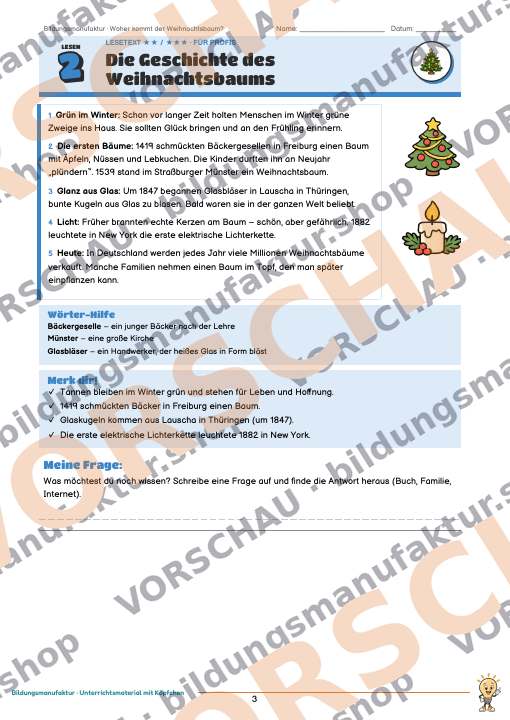 Bildungsmanufaktur · Woher kommt der Weihnachtsbaum? Name: Datum:
LESEN
2
LESETEXT ★★ / ★★★ · FÜR PROFIS
Die Geschichte des
Weihnachtsbaums
1 Grün im Winter: Schon vor langer Zeit holten Menschen im Winter grüne
Zweige ins Haus. Sie sollten Glück bringen und an den Frühling erinnern.
2 Die ersten Bäume: 1419 schmückten Bäckergesellen in Freiburg einen Baum
mit Äpfeln, Nüssen und Lebkuchen. Die Kinder durften ihn an Neujahr
„plündern“. 1539 stand im Straßburger Münster ein Weihnachtsbaum.
3 Glanz aus Glas: Um 1847 begannen Glasbläser in Lauscha in Thüringen,
bunte Kugeln aus Glas zu blasen. Bald waren sie in der ganzen Welt beliebt.
4 Licht: Früher brannten echte Kerzen am Baum – schön, aber gefährlich. 1882
leuchtete in New York die erste elektrische Lichterkette.
5 Heute: In Deutschland werden jedes Jahr viele Millionen Weihnachtsbäume
verkauft. Manche Familien nehmen einen Baum im Topf, den man später
einpflanzen kann.
Wörter-Hilfe
Bäckergeselle – ein junger Bäcker nach der Lehre
Münster – eine große Kirche
Glasbläser – ein Handwerker, der heißes Glas in Form bläst
Merk dir!
✓ Tannen bleiben im Winter grün und stehen für Leben und Hoffnung.
✓ 1419 schmückten Bäcker in Freiburg einen Baum.
✓ Glaskugeln kommen aus Lauscha in Thüringen (um 1847).
✓ Die erste elektrische Lichterkette leuchtete 1882 in New York.
Meine Frage:
Was möchtest du noch wissen? Schreibe eine Frage auf und finde die Antwort heraus (Buch, Familie,
Internet).
Bildungsmanufaktur · Unterrichtsmaterial mit Köpfchen
3
VORSCHAU · bildungsmanufaktur.shop
VORSCHAU